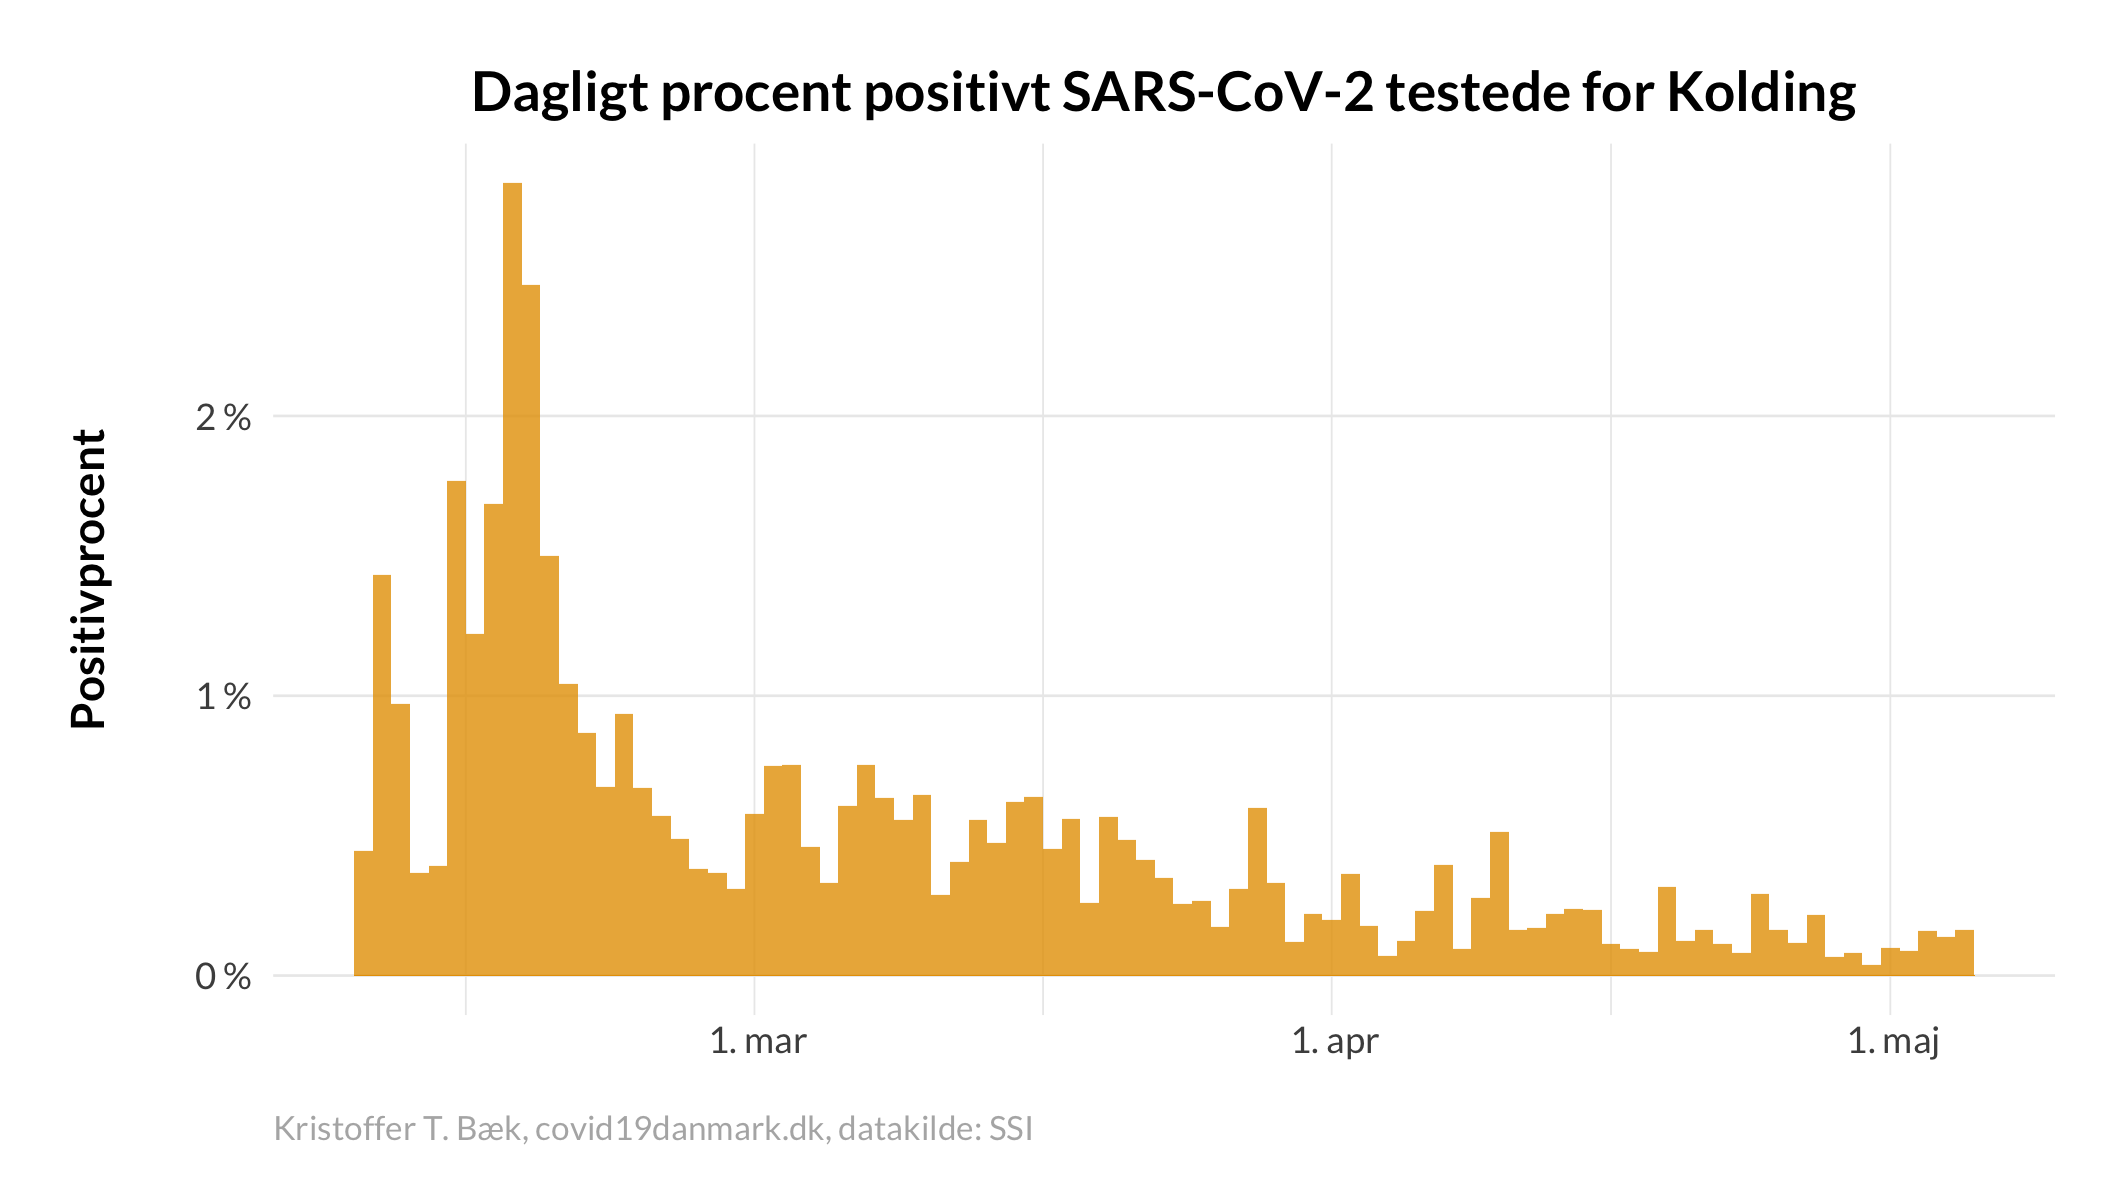 Dagligt procent positivt SARS-CoV-2 testede for Kolding
Positivprocent
2 %
1 %
0 %
1. mar
1. apr
1. maj
Kristoffer T. Bæk, covid19danmark.dk, datakilde: SSI